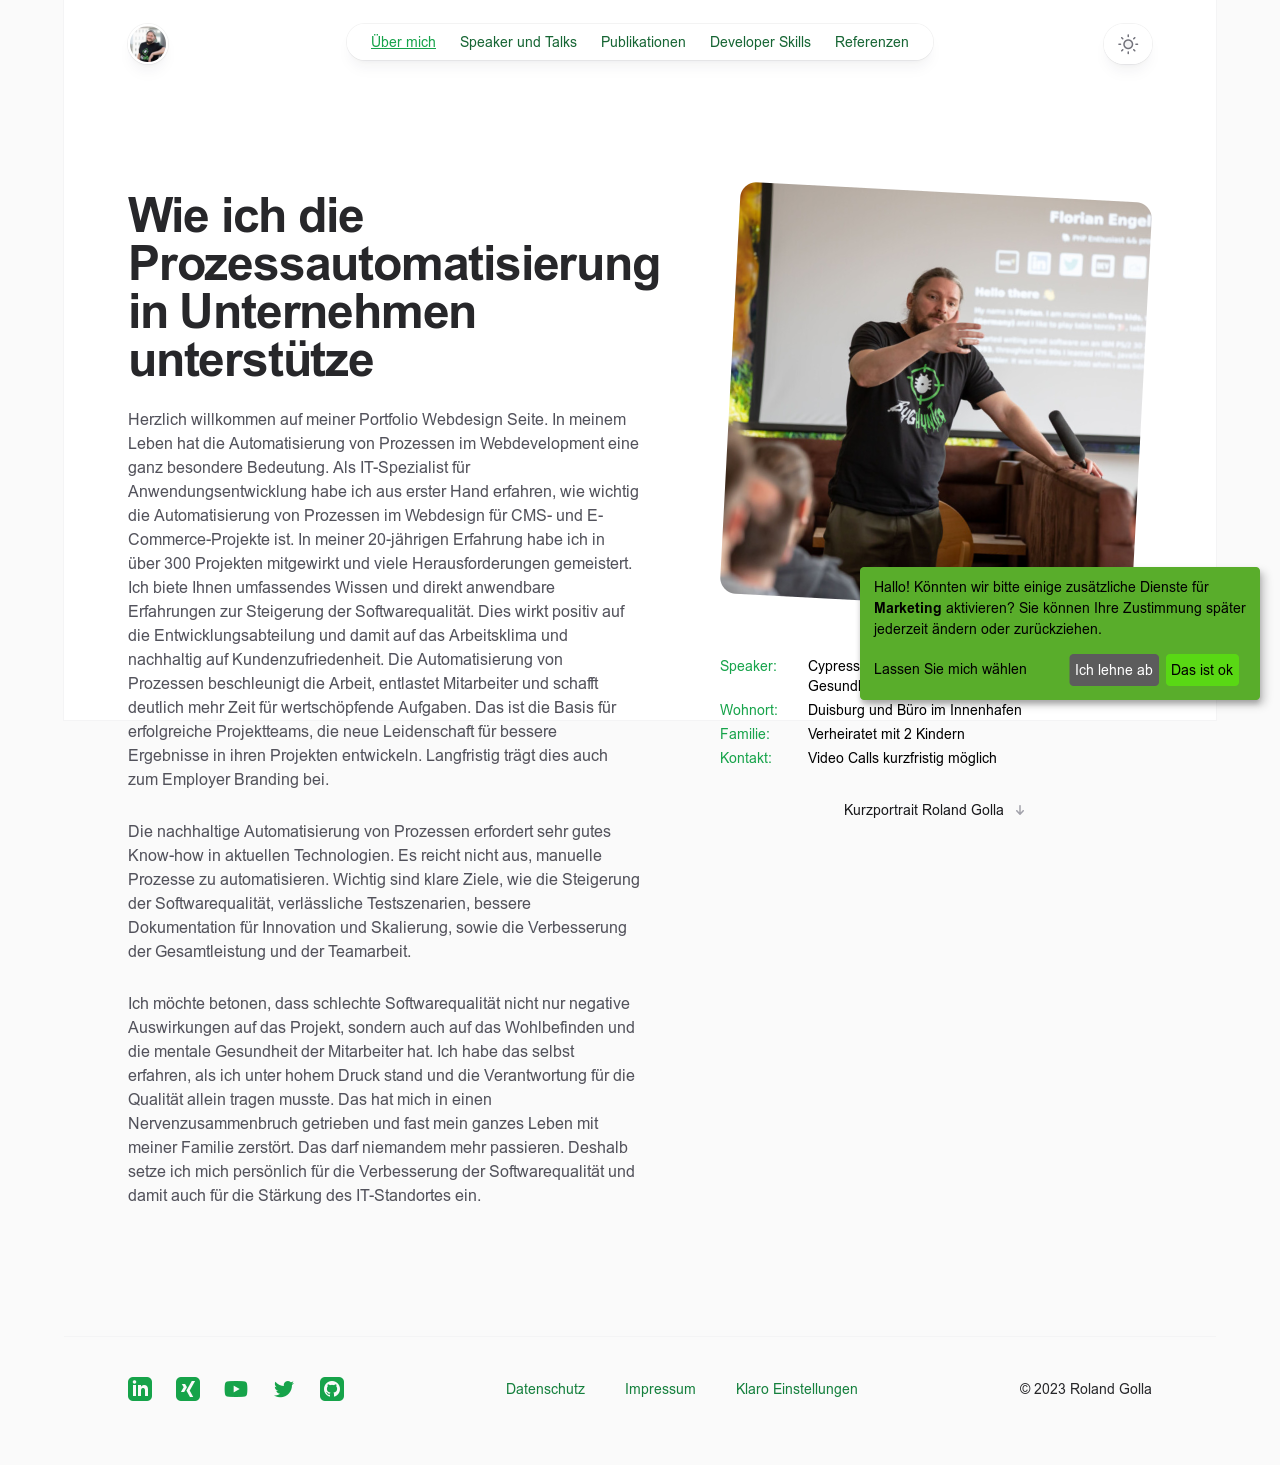 Über mich Speaker und Talks Publikationen Developer Skills Referenzen
Wie ich die
Prozessautomatisierung
in Unternehmen
unterstütze
Herzlich willkommen auf meiner Portfolio Webdesign Seite. In meinem
Leben hat die Automatisierung von Prozessen im Webdevelopment eine
ganz besondere Bedeutung. Als IT-Spezialist für
Anwendungsentwicklung habe ich aus erster Hand erfahren, wie wichtig
die Automatisierung von Prozessen im Webdesign für CMS- und E-
Commerce-Projekte ist. In meiner 20-jährigen Erfahrung habe ich in
über 300 Projekten mitgewirkt und viele Herausforderungen gemeistert.
Ich biete Ihnen umfassendes Wissen und direkt anwendbare
Erfahrungen zur Steigerung der Softwarequalität. Dies wirkt positiv auf
die Entwicklungsabteilung und damit auf das Arbeitsklima und
nachhaltig auf Kundenzufriedenheit. Die Automatisierung von
Prozessen beschleunigt die Arbeit, entlastet Mitarbeiter und schafft
deutlich mehr Zeit für wertschöpfende Aufgaben. Das ist die Basis für
erfolgreiche Projektteams, die neue Leidenschaft für bessere
Ergebnisse in ihren Projekten entwickeln. Langfristig trägt dies auch
zum Employer Branding bei.
Die nachhaltige Automatisierung von Prozessen erfordert sehr gutes
Know-how in aktuellen Technologien. Es reicht nicht aus, manuelle
Prozesse zu automatisieren. Wichtig sind klare Ziele, wie die Steigerung
der Softwarequalität, verlässliche Testszenarien, bessere
Dokumentation für Innovation und Skalierung, sowie die Verbesserung
der Gesamtleistung und der Teamarbeit.
Ich möchte betonen, dass schlechte Softwarequalität nicht nur negative
Auswirkungen auf das Projekt, sondern auch auf das Wohlbefinden und
die mentale Gesundheit der Mitarbeiter hat. Ich habe das selbst
erfahren, als ich unter hohem Druck stand und die Verantwortung für die
Qualität allein tragen musste. Das hat mich in einen
Nervenzusammenbruch getrieben und fast mein ganzes Leben mit
meiner Familie zerstört. Das darf niemandem mehr passieren. Deshalb
setze ich mich persönlich für die Verbesserung der Softwarequalität und
damit auch für die Stärkung des IT-Standortes ein.
Florian Engel
PHP Enthusiast &&
Hello there
BUGHUNTER
Hallo! Könnten wir bitte einige zusätzliche Dienste für
Marketing aktivieren? Sie können Ihre Zustimmung später
jederzeit ändern oder zurückziehen.
Lassen Sie mich wählen Ich lehne ab Das ist ok
Speaker: Cypress
Wohnort: Duisburg und Büro im Innenhafen
Familie: Verheiratet mit 2 Kindern
Kontakt: Video Calls kurzfristig möglich
Kurzportrait Roland Golla
Datenschutz Impressum Klaro Einstellungen © 2023 Roland Golla